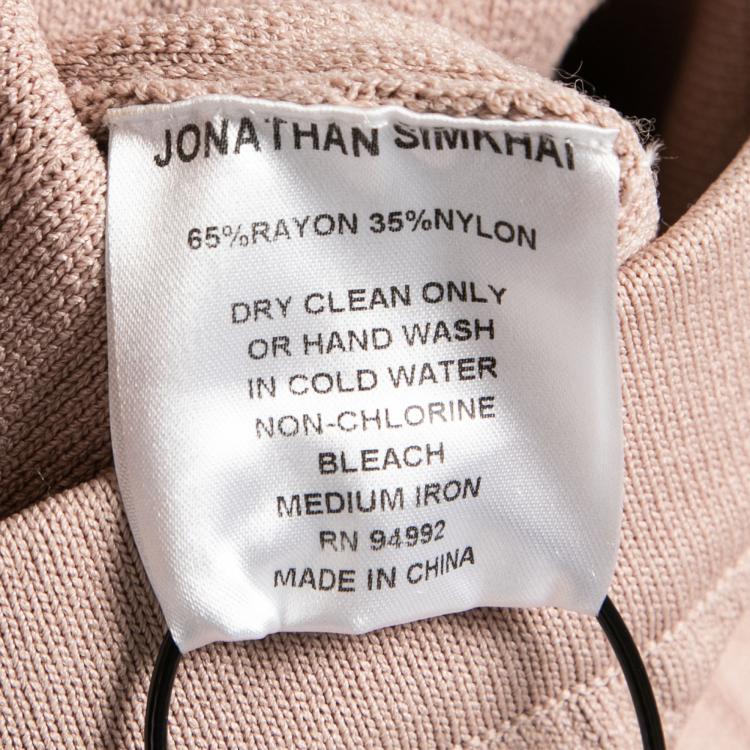 JONATHAN SIMKHAI
65%RAYON 35%NYLON
DRY CLEAN ONLY
OR HAND WASH
IN COLD WATER
NON-CHLORINE
BLEACH
MEDIUM IRON
RN 94992
MADE IN CHINA